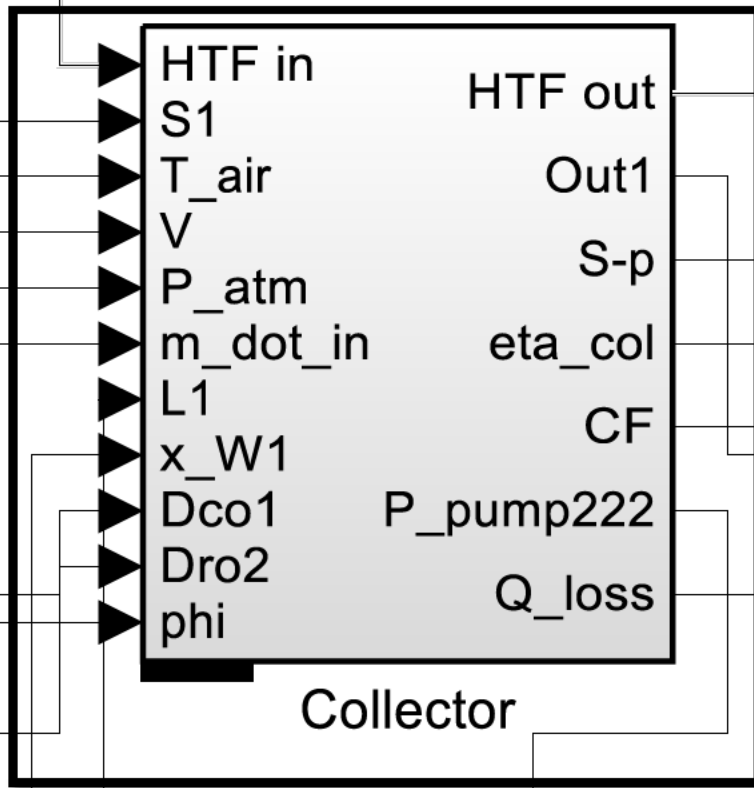 HTF in
S1
T_air
V
P_atm
m_dot_in
L1
x_W1
Dco1
Dro2
phi
HTF out
Out1
S-p
eta_col
CF
P_pump222
Q_loss
Collector